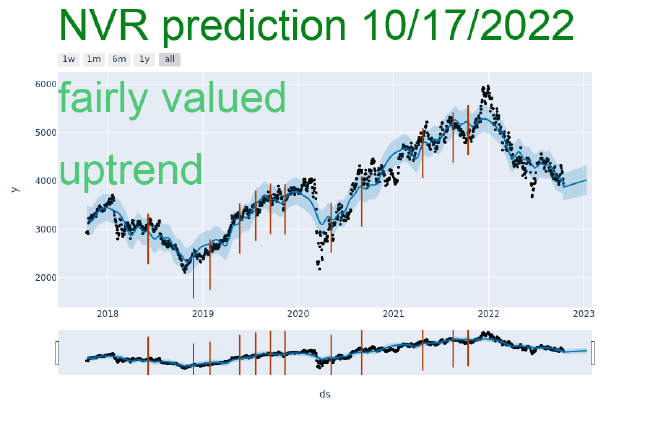 NVR prediction 10/17/2022
1w 1m 6m 1y all
fairly valued
uptrend
6000
5000
4000
3000
2000
y
2018 2019 2020 2021 2022 2023
ds